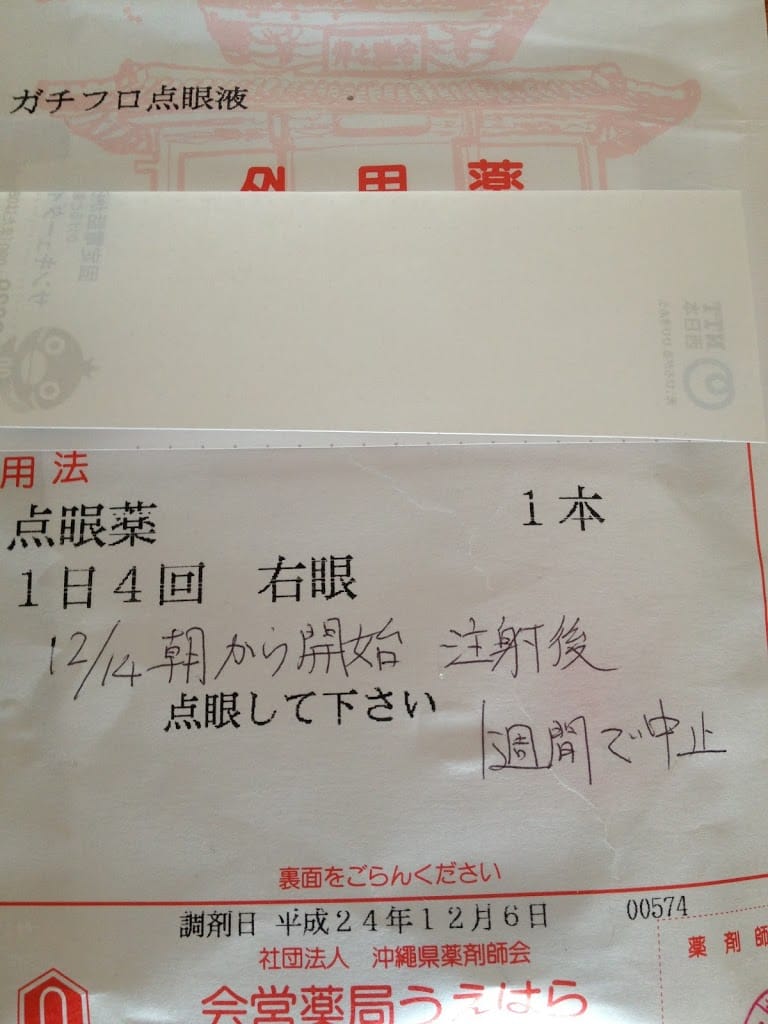 ガチフロ点眼液
外用薬
NTT
西日本
用法
点眼薬 1本
1日4回 右眼
12/14朝から開始 注射後
点眼して下さい
1週間で中止
裏面をごらんください
調剤日 平成24年12月6日 00574
社団法人 沖縄県薬剤師会
薬剤師
会営薬局うえはら